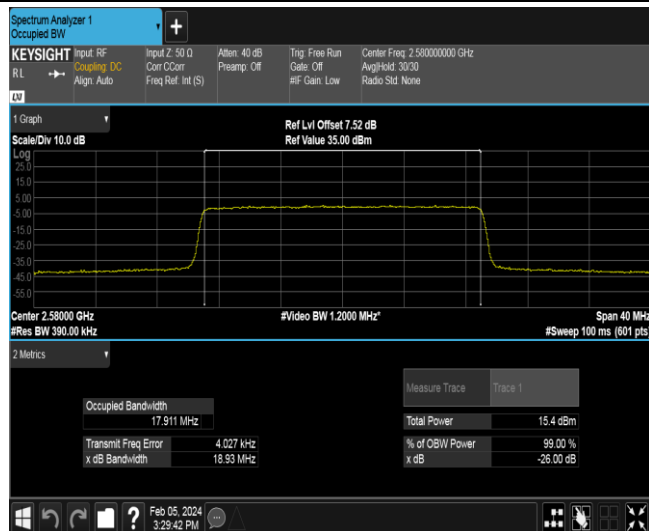 Spectrum Analyzer 1
Occupied BW
+
KEYSIGHT
RL
Input: RF
Coupling: DC
Align: Auto
Input Z: 50 Ω
Corr CCorr
Freq Ref: Int (S)
Atten: 40 dB
Preamp: Off
Trig: Free Run
Gate: Off
#IF Gain: Low
Center Freq: 2.580000000 GHz
Avg|Hold: 30/30
Radio Std: None
1 Graph
Scale/Div 10.0 dB
Ref Lvl Offset 7.52 dB
Ref Value 35.00 dBm
Log
25.0
15.0
5.00
-5.00
-15.0
-25.0
-35.0
-45.0
-55.0
Center 2.58000 GHz
#Res BW 390.00 kHz
#Video BW 1.2000 MHz*
Span 40 MHz
#Sweep 100 ms (601 pts)
2 Metrics
Measure Trace Trace 1
Occupied Bandwidth
17.911 MHz
Total Power 15.4 dBm
Transmit Freq Error 4.027 kHz
% of OBW Power 99.00 %
x dB Bandwidth 18.93 MHz
x dB -26.00 dB
?
Feb 05, 2024
3:29:42 PM